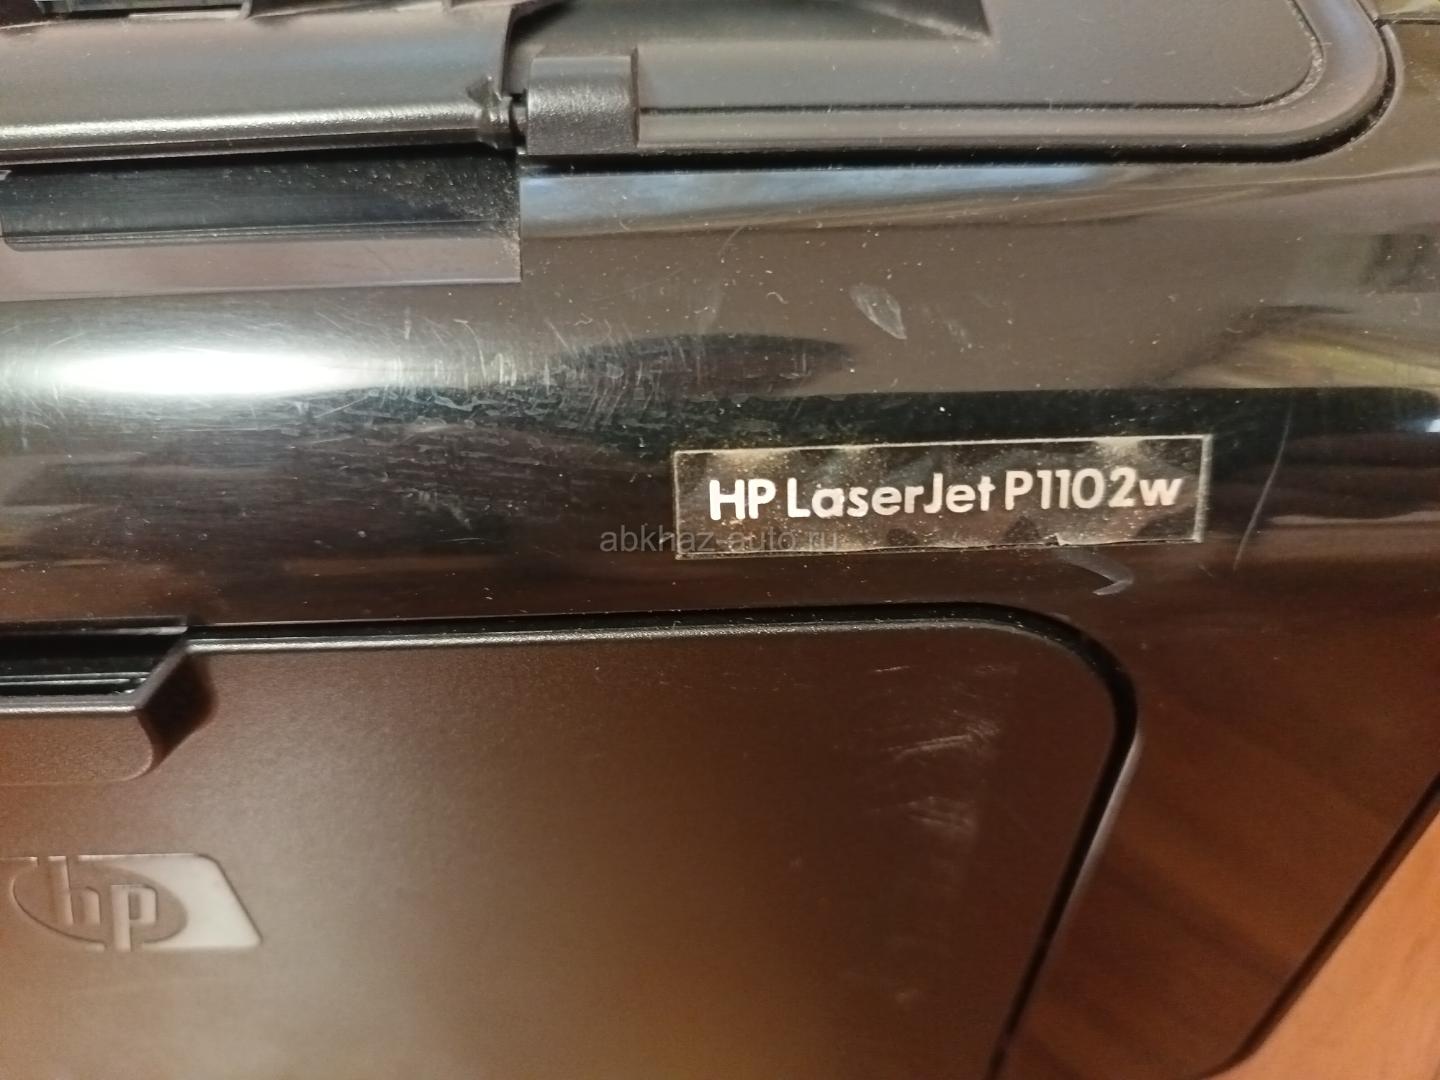 HP LaserJet P1102w
abkhaz-auto.ru
hp